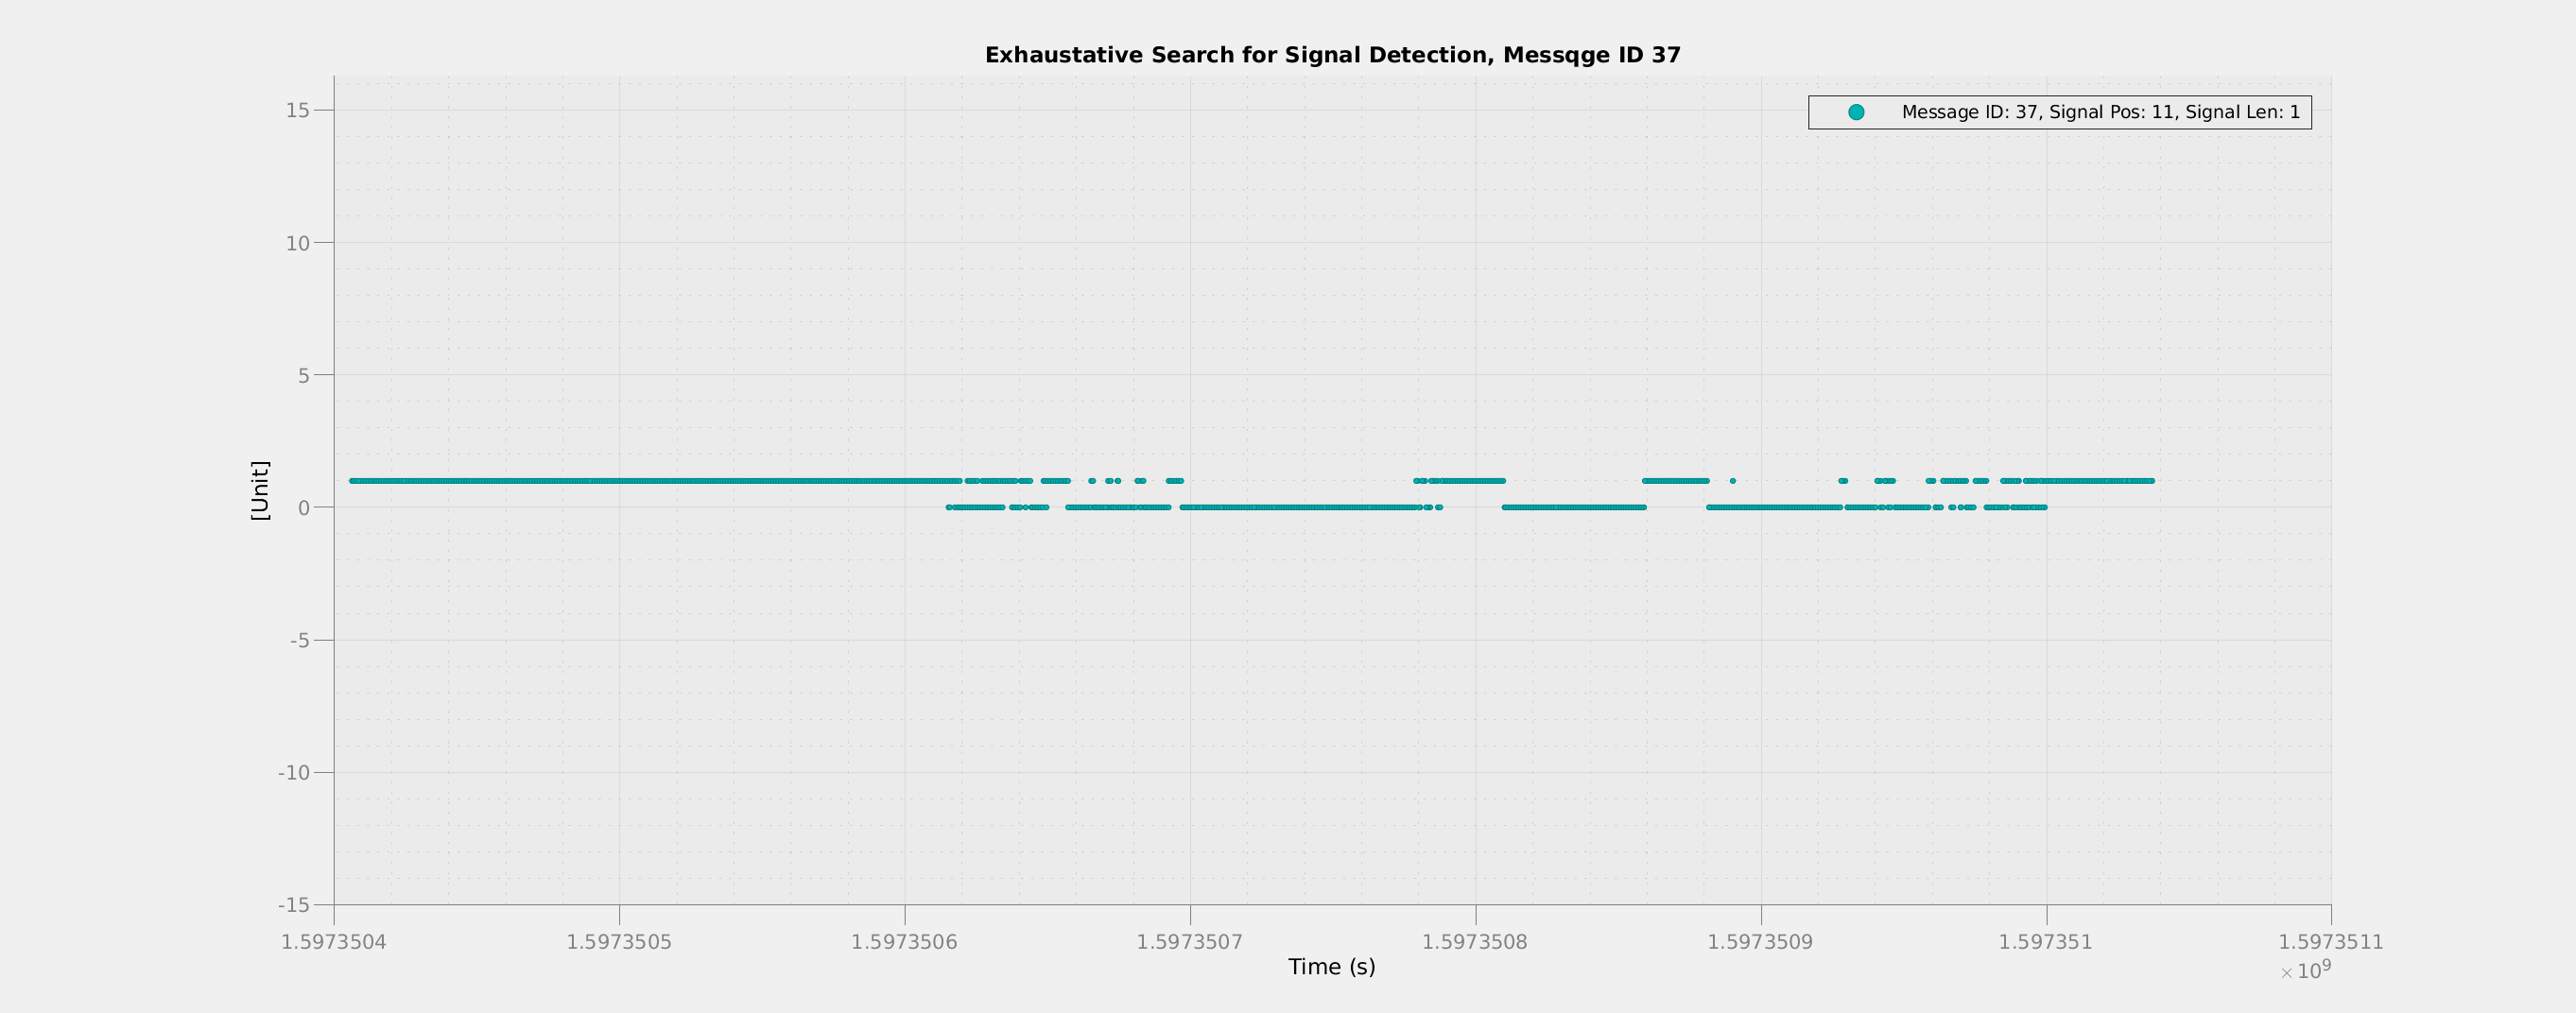 Exhaustative Search for Signal Detection, Messqge ID 37
Message ID: 37, Signal Pos: 11, Signal Len: 1
15
10
5
0
-5
-10
-15
[Unit]
1.5973504 1.5973505 1.5973506 1.5973507 1.5973508 1.5973509 1.597351 1.5973511
Time (s)
×10⁹